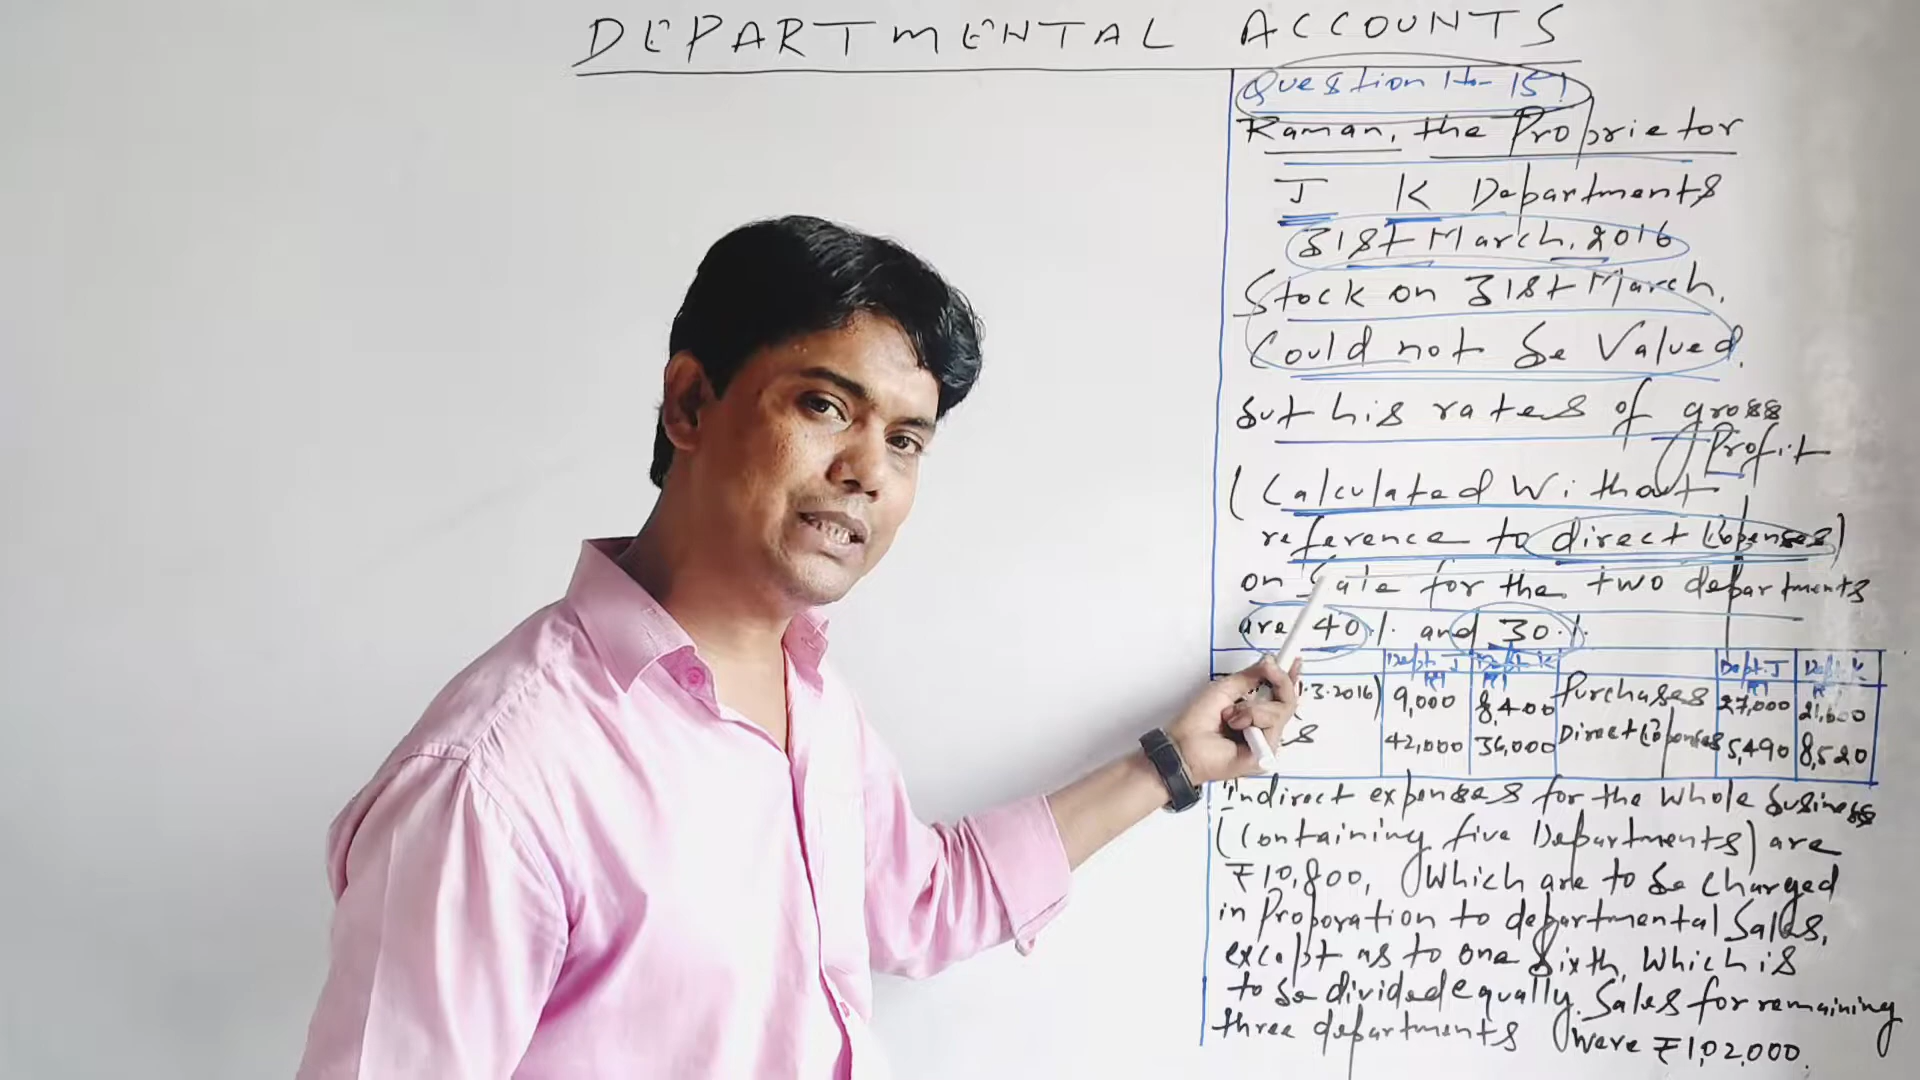 DEPARTMENTAL ACCOUNTS
Question No- 15!
Raman, the Proprietor
J K Departments
31st March, 2016
Stock on 31st March,
Could not be Valued.
but his rates of gross
Profit
(Calculated Without
reference to direct Expenses)
on Sale for the two departments
are 40% and 30%.
Dept. J Dept. K Dept. J Dept. K
1.3.2016) 9,000 8,400 Purchases 27,000 21,600
s 42,000 36,000 Direct Expenses 5,490 8,520
Indirect expenses for the Whole business
(Containing five Departments) are
₹10,800, Which are to be charged
in Proporation to departmental Sales,
except as to one Sixth, Which is
to be divided equally. Sales for remaining
three departments Were ₹1,02,000.